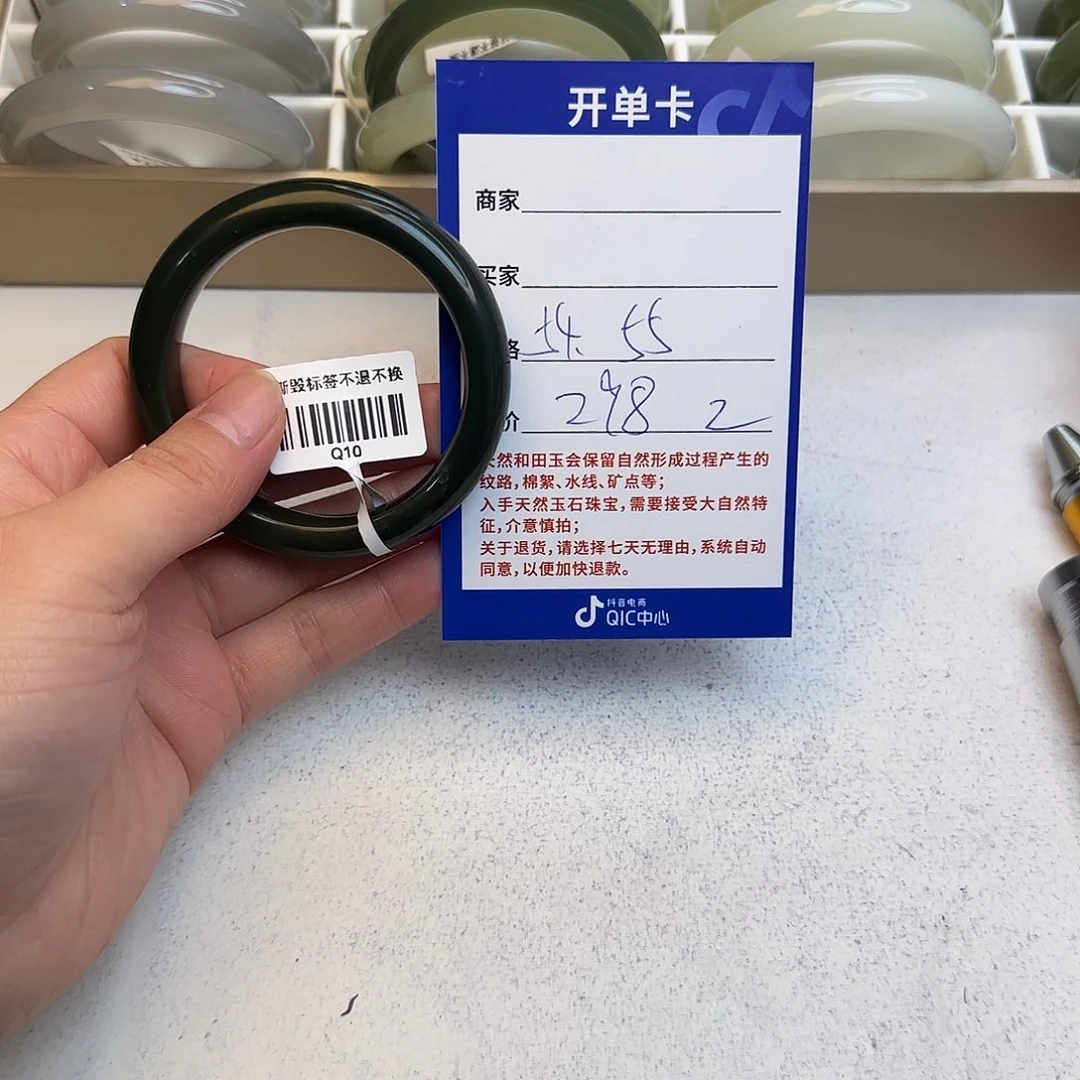 开单卡
商家
买家
54. 55
价 298 2
断毁标签不退不换
Q10
天然和田玉会保留自然形成过程产生的
纹路,棉絮、水线、矿点等;
入手天然玉石珠宝,需要接受大自然特
征,介意慎拍;
关于退货,请选择七天无理由,系统自动
同意,以便加快退款。
抖音电商
QIC中心